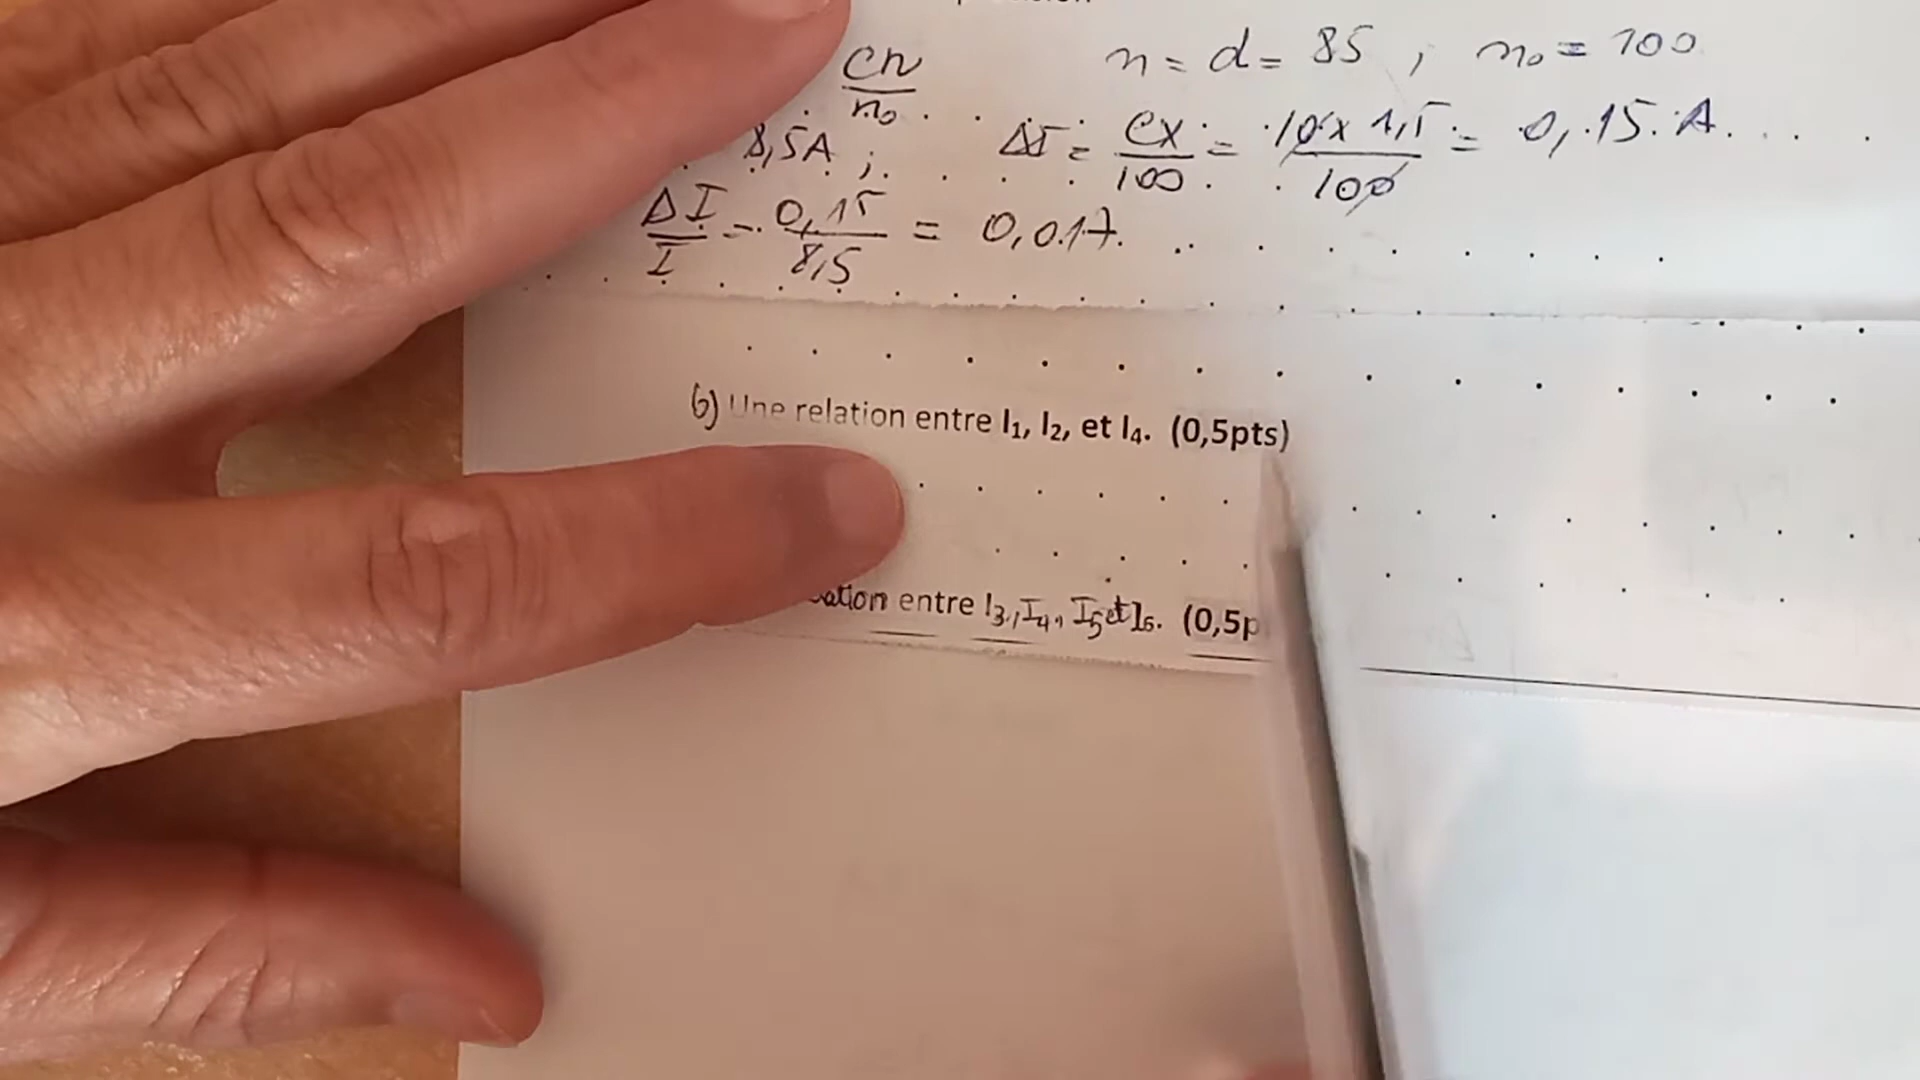 Cn/n₀ n = d = 85 ; n₀ = 100
8,5A ; ΔI = Cx/100 = 10 x 1,5/100 = 0,15 A
ΔI/I = 0,15/8,5 = 0,017
6) Une relation entre I₁, I₂, et I₄. (0,5pts)
entre I₃, I₄, I₅ et I₆. (0,5p